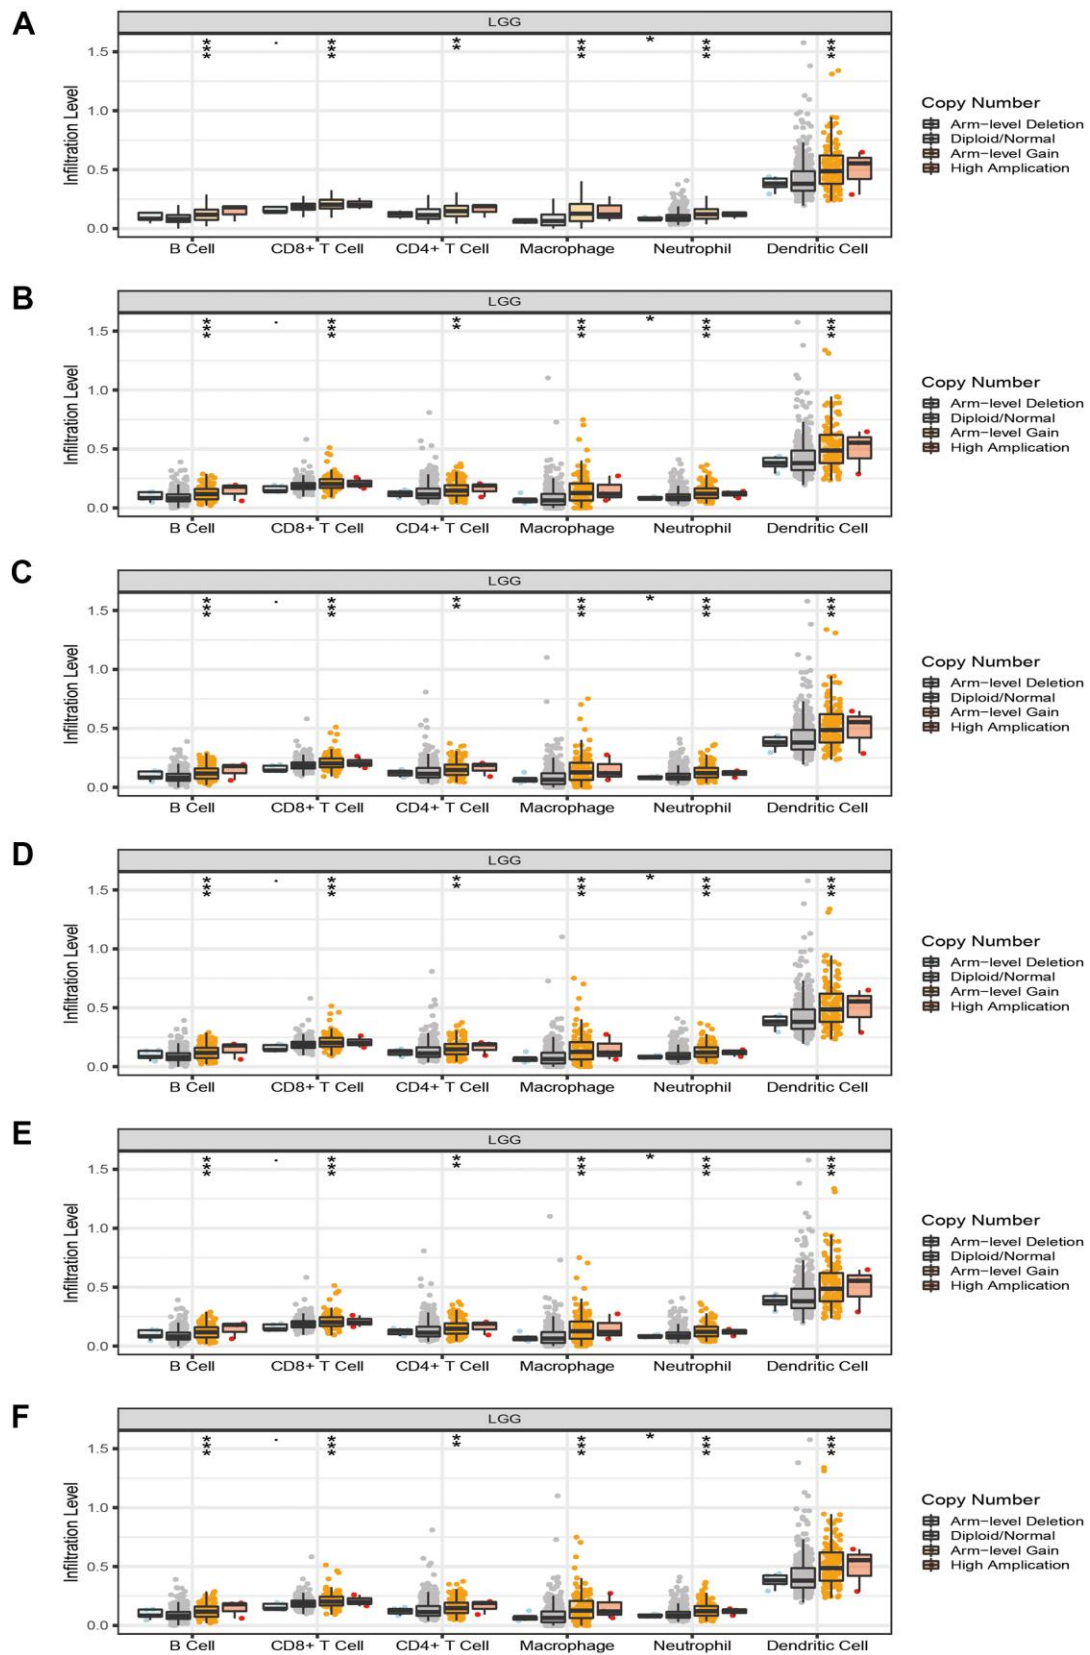 A
LGG
*** . *** ** *** * *** ***
1.5
1.0
0.5
0.0
Infiltration Level
B Cell CD8+ T Cell CD4+ T Cell Macrophage Neutrophil Dendritic Cell
Copy Number
Arm-level Deletion
Diploid/Normal
Arm-level Gain
High Amplication
B
LGG
*** . *** ** *** * *** ***
1.5
1.0
0.5
0.0
Infiltration Level
B Cell CD8+ T Cell CD4+ T Cell Macrophage Neutrophil Dendritic Cell
Copy Number
Arm-level Deletion
Diploid/Normal
Arm-level Gain
High Amplication
C
LGG
*** . *** ** *** * *** ***
1.5
1.0
0.5
0.0
Infiltration Level
B Cell CD8+ T Cell CD4+ T Cell Macrophage Neutrophil Dendritic Cell
Copy Number
Arm-level Deletion
Diploid/Normal
Arm-level Gain
High Amplication
D
LGG
*** . *** ** *** * *** ***
1.5
1.0
0.5
0.0
Infiltration Level
B Cell CD8+ T Cell CD4+ T Cell Macrophage Neutrophil Dendritic Cell
Copy Number
Arm-level Deletion
Diploid/Normal
Arm-level Gain
High Amplication
E
LGG
*** . *** ** *** * *** ***
1.5
1.0
0.5
0.0
Infiltration Level
B Cell CD8+ T Cell CD4+ T Cell Macrophage Neutrophil Dendritic Cell
Copy Number
Arm-level Deletion
Diploid/Normal
Arm-level Gain
High Amplication
F
LGG
*** . *** ** *** * *** ***
1.5
1.0
0.5
0.0
Infiltration Level
B Cell CD8+ T Cell CD4+ T Cell Macrophage Neutrophil Dendritic Cell
Copy Number
Arm-level Deletion
Diploid/Normal
Arm-level Gain
High Amplication